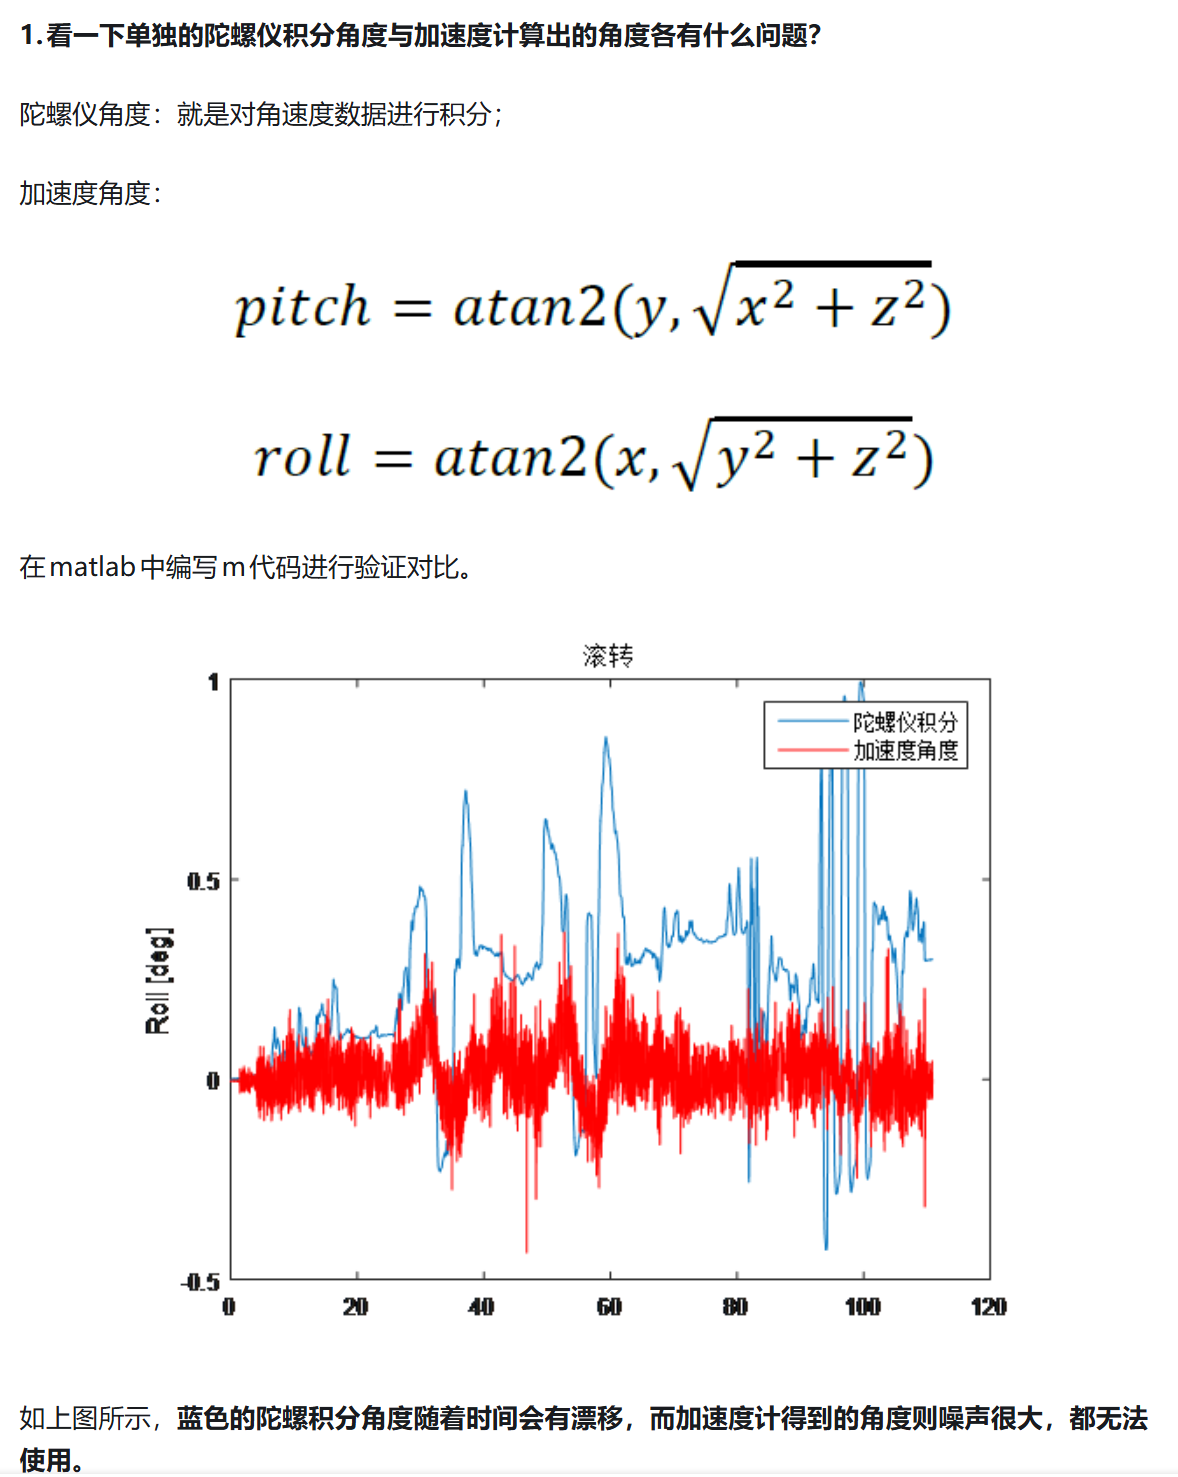 1.看一下单独的陀螺仪积分角度与加速度计算出的角度各有什么问题？
陀螺仪角度：就是对角速度数据进行积分；
加速度角度：
pitch = atan2(y, √x² + z²)
roll = atan2(x, √y² + z²)
在matlab中编写m代码进行验证对比。
滚转
1
陀螺仪积分
加速度角度
0.5
Roll [deg]
0
-0.5
0 20 40 60 80 100 120
如上图所示，蓝色的陀螺积分角度随着时间会有漂移，而加速度计得到的角度则噪声很大，都无法
使用。